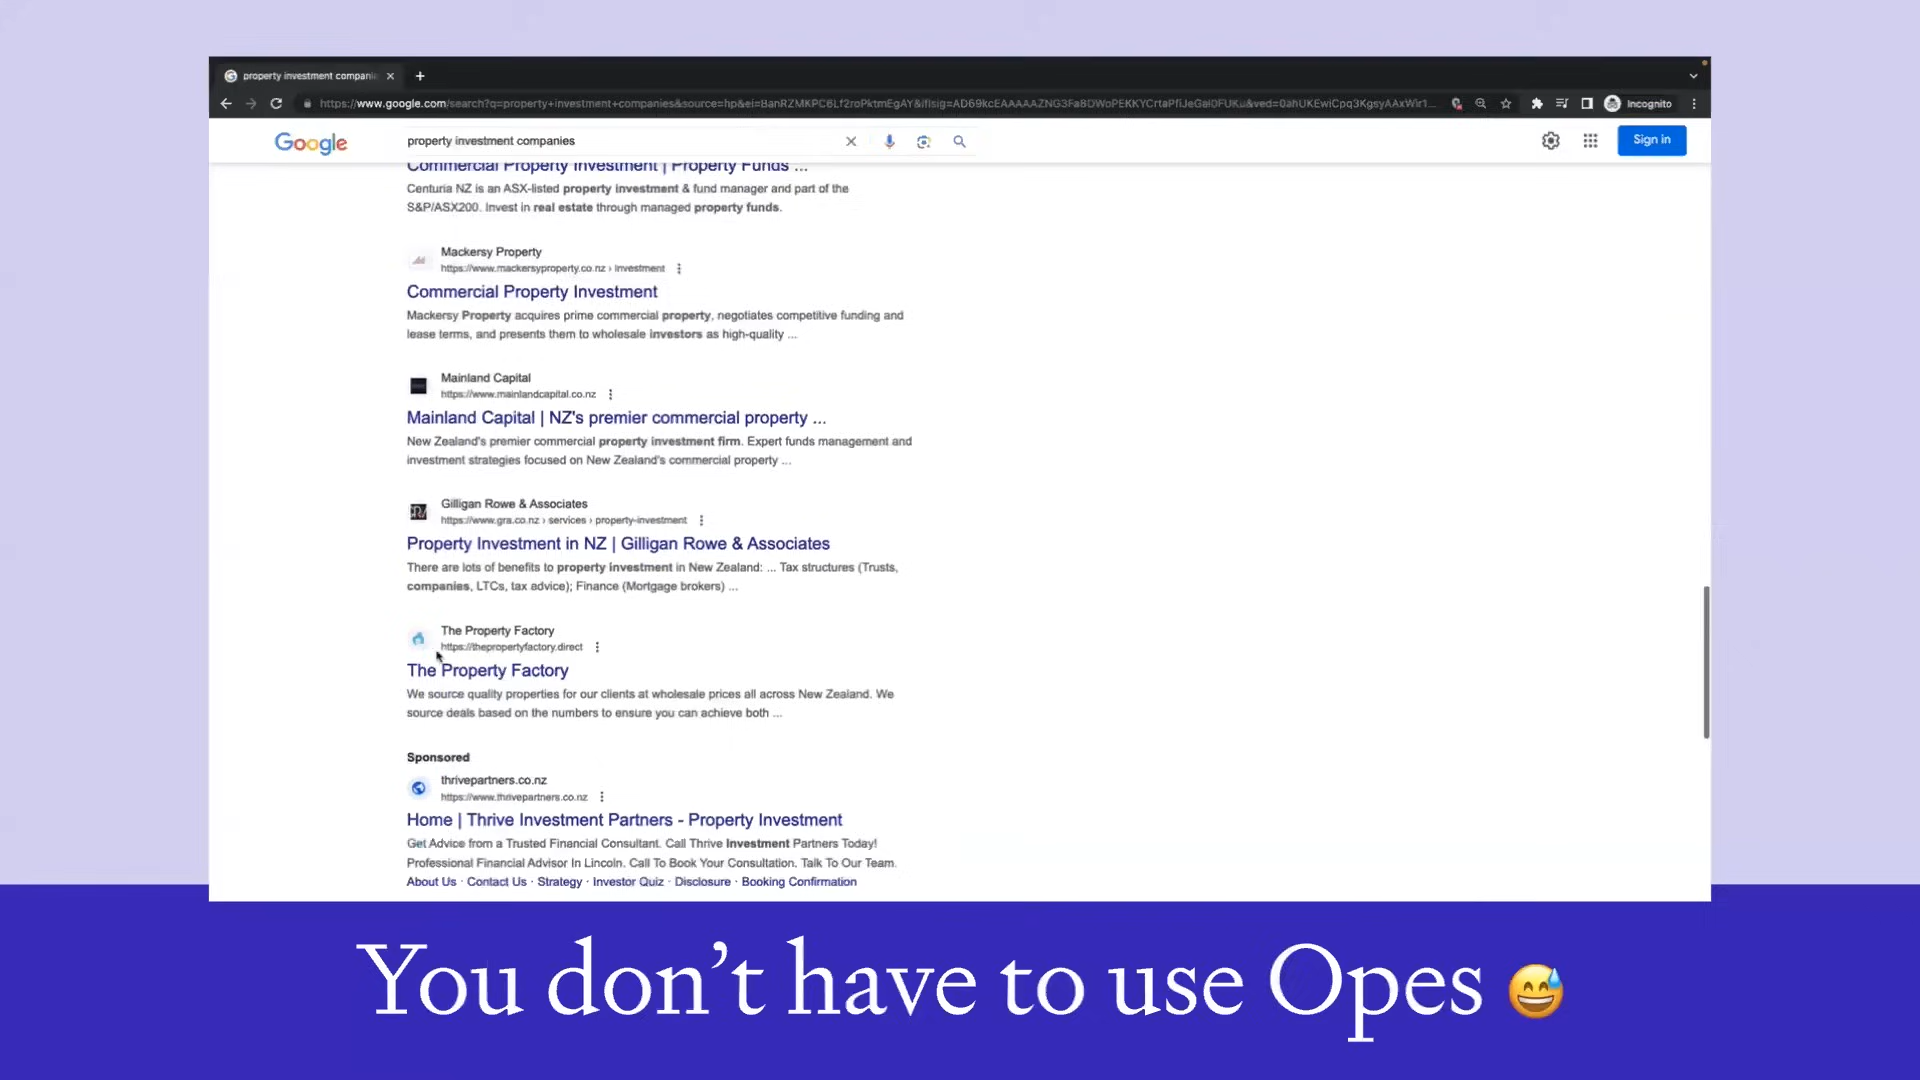 property investment compani
https://www.google.com/search?q=property+investment+companies&source=hp&ei=
Incognito
Google
property investment companies
Sign in
Commercial Property Investment | Property Funds ...
Centuria NZ is an ASX-listed property investment & fund manager and part of the
S&P/ASX200. Invest in real estate through managed property funds.
Mackersy Property
https://www.mackersyproperty.co.nz › investment
Commercial Property Investment
Mackersy Property acquires prime commercial property, negotiates competitive funding and
lease terms, and presents them to wholesale investors as high-quality ...
Mainland Capital
https://www.mainlandcapital.co.nz
Mainland Capital | NZ's premier commercial property ...
New Zealand's premier commercial property investment firm. Expert funds management and
investment strategies focused on New Zealand's commercial property ...
Gilligan Rowe & Associates
https://www.gra.co.nz › services › property-investment
Property Investment in NZ | Gilligan Rowe & Associates
There are lots of benefits to property investment in New Zealand: ... Tax structures (Trusts,
companies, LTCs, tax advice); Finance (Mortgage brokers) ...
The Property Factory
https://thepropertyfactory.direct
The Property Factory
We source quality properties for our clients at wholesale prices all across New Zealand. We
source deals based on the numbers to ensure you can achieve both ...
Sponsored
thrivepartners.co.nz
https://www.thrivepartners.co.nz
Home | Thrive Investment Partners - Property Investment
Get Advice from a Trusted Financial Consultant. Call Thrive Investment Partners Today!
Professional Financial Advisor In Lincoln. Call To Book Your Consultation. Talk To Our Team.
About Us · Contact Us · Strategy · Investor Quiz · Disclosure · Booking Confirmation
You don't have to use Opes 😅